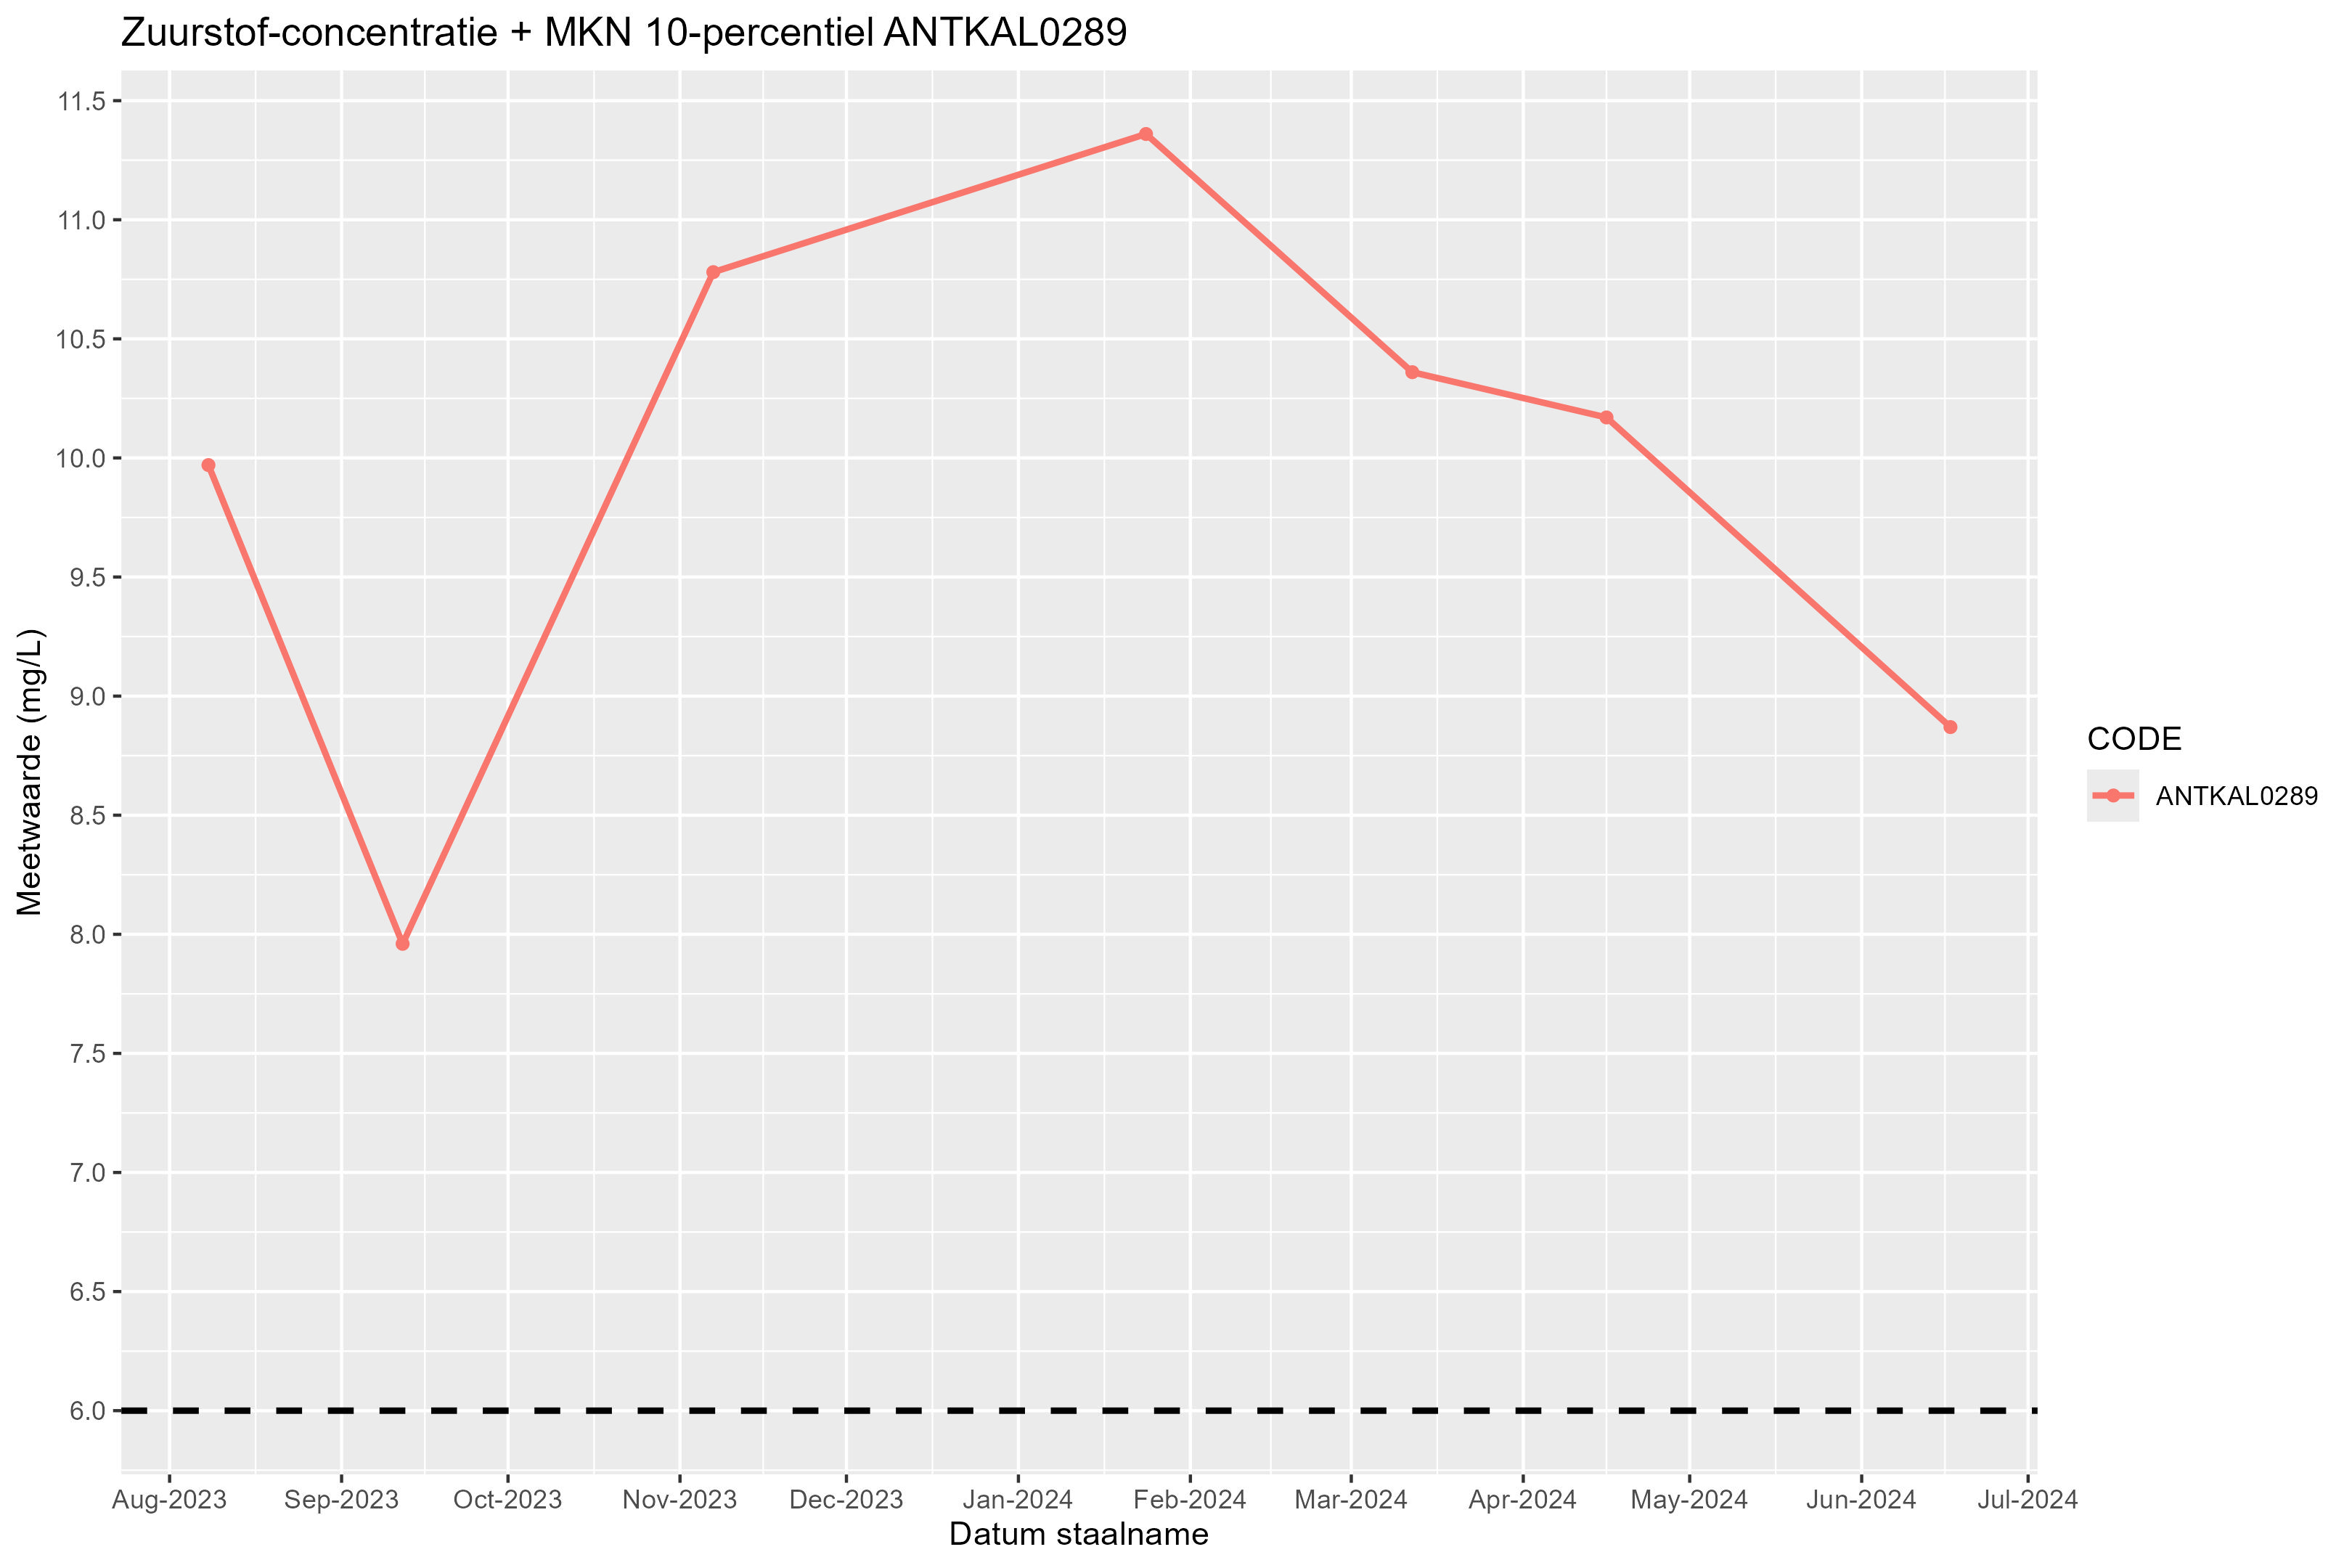 Zuurstof-concentratie + MKN 10-percentiel ANTKAL0289
11.5
11.0
10.5
10.0
9.5
9.0
8.5
8.0
7.5
7.0
6.5
6.0
Meetwaarde (mg/L)
Aug-2023 Sep-2023 Oct-2023 Nov-2023 Dec-2023 Jan-2024 Feb-2024 Mar-2024 Apr-2024 May-2024 Jun-2024 Jul-2024
Datum staalname
CODE
ANTKAL0289